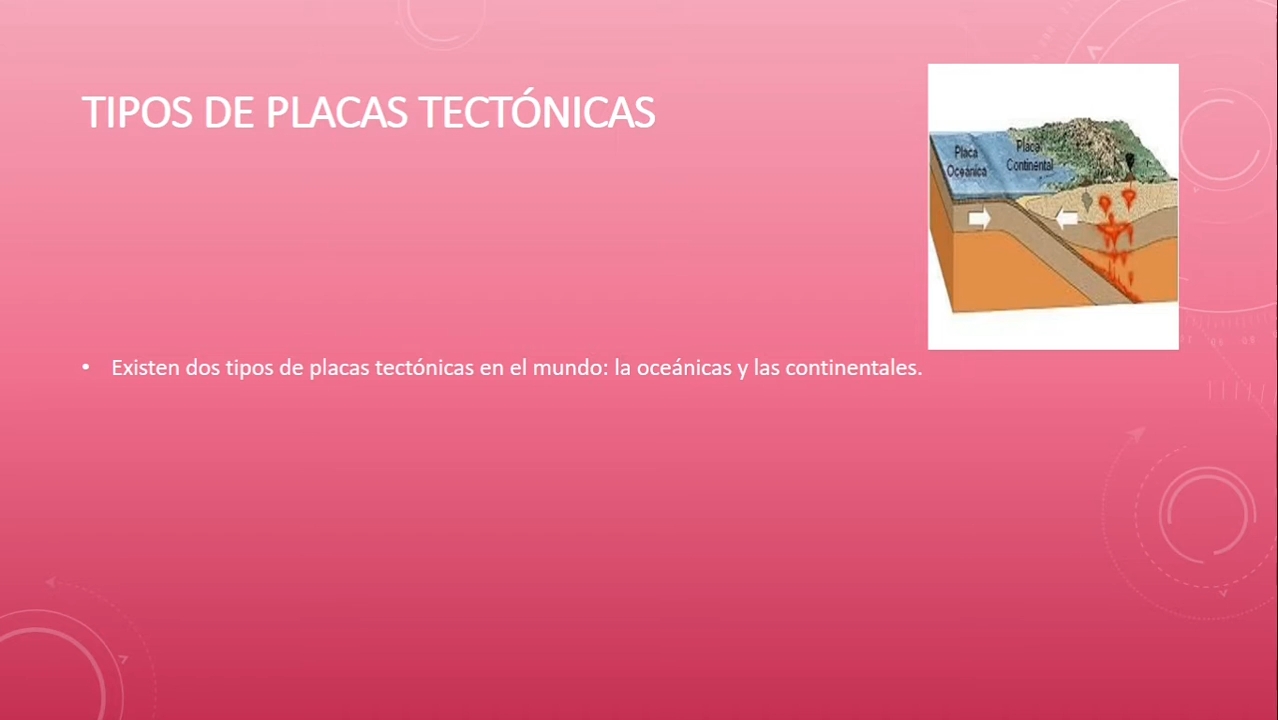 TIPOS DE PLACAS TECTÓNICAS
Placa
Oceánica
Placa
Continental
• Existen dos tipos de placas tectónicas en el mundo: la oceánicas y las continentales.